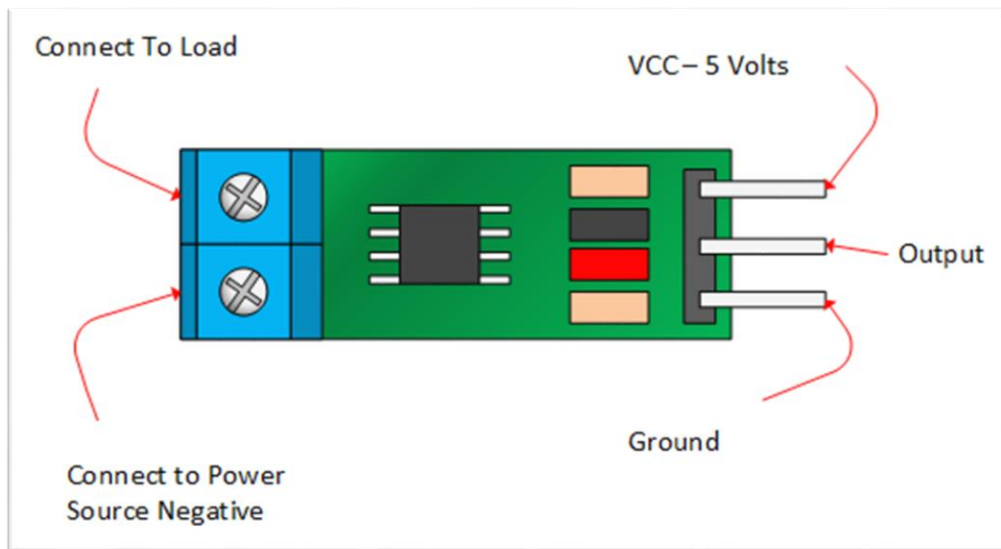 Connect To Load
VCC – 5 Volts
Output
Ground
Connect to Power
Source Negative